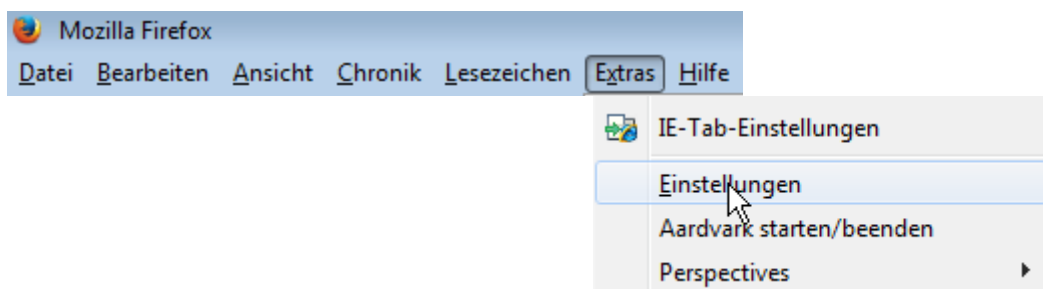 Mozilla Firefox
Datei Bearbeiten Ansicht Chronik Lesezeichen Extras Hilfe
IE-Tab-Einstellungen
Einstellungen
Aardvark starten/beenden
Perspectives